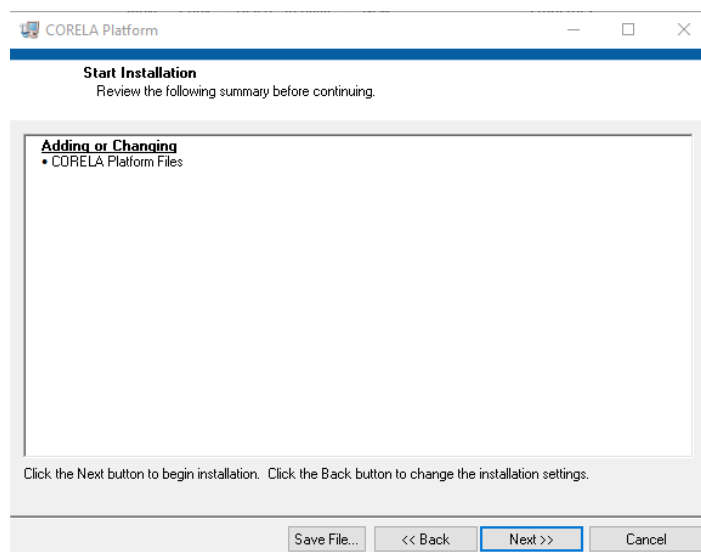 CORELA Platform
Start Installation
Review the following summary before continuing.
Adding or Changing
• CORELA Platform Files
Click the Next button to begin installation. Click the Back button to change the installation settings.
Save File... << Back Next >> Cancel